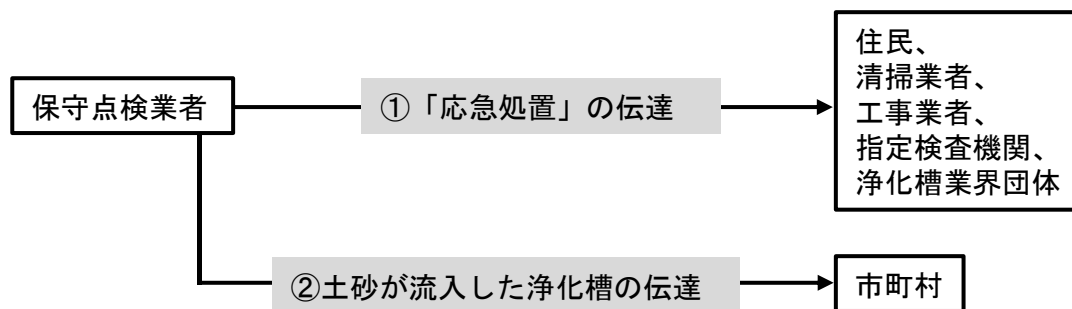 保守点検業者
①「応急処置」の伝達
住民、
清掃業者、
工事業者、
指定検査機関、
浄化槽業界団体
②土砂が流入した浄化槽の伝達
市町村